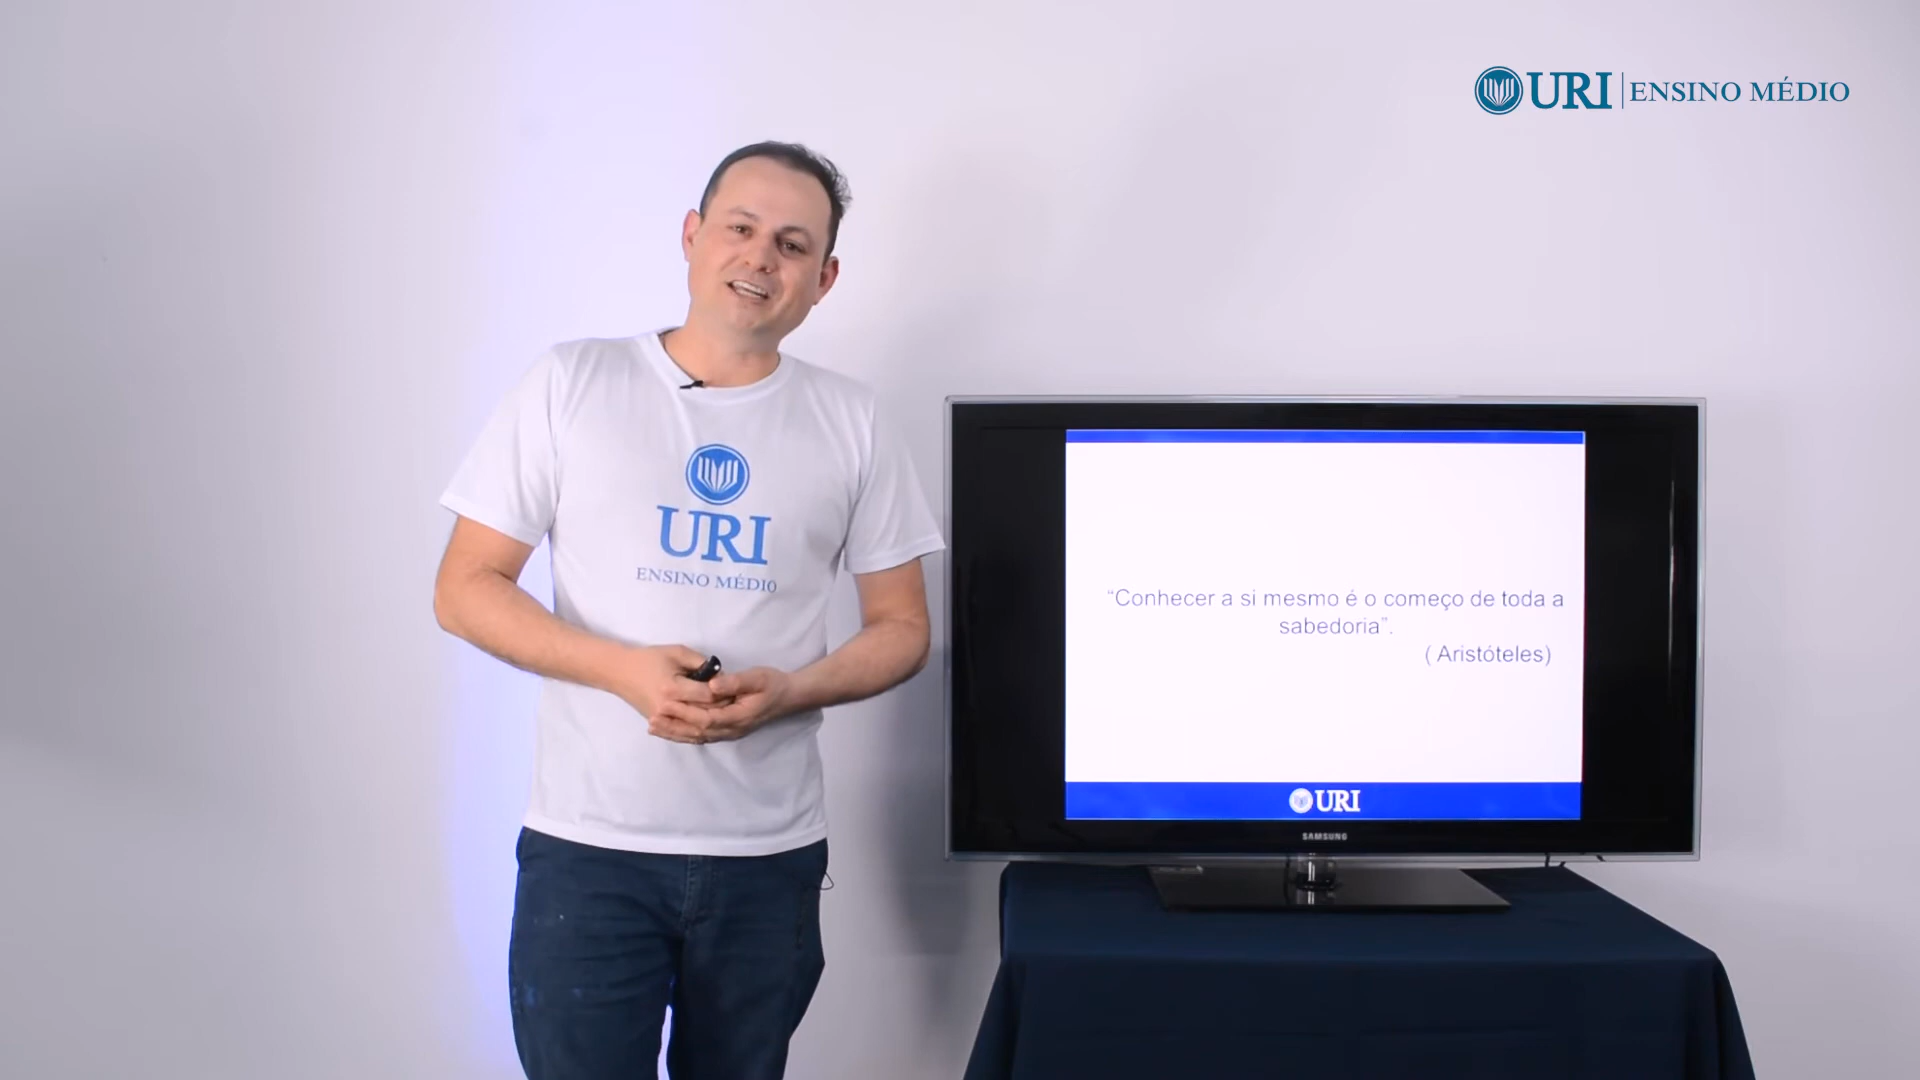 URI ENSINO MÉDIO
URI
ENSINO MÉDIO
“Conhecer a si mesmo é o começo de toda a
sabedoria”.
( Aristóteles)
URI
SAMSUNG